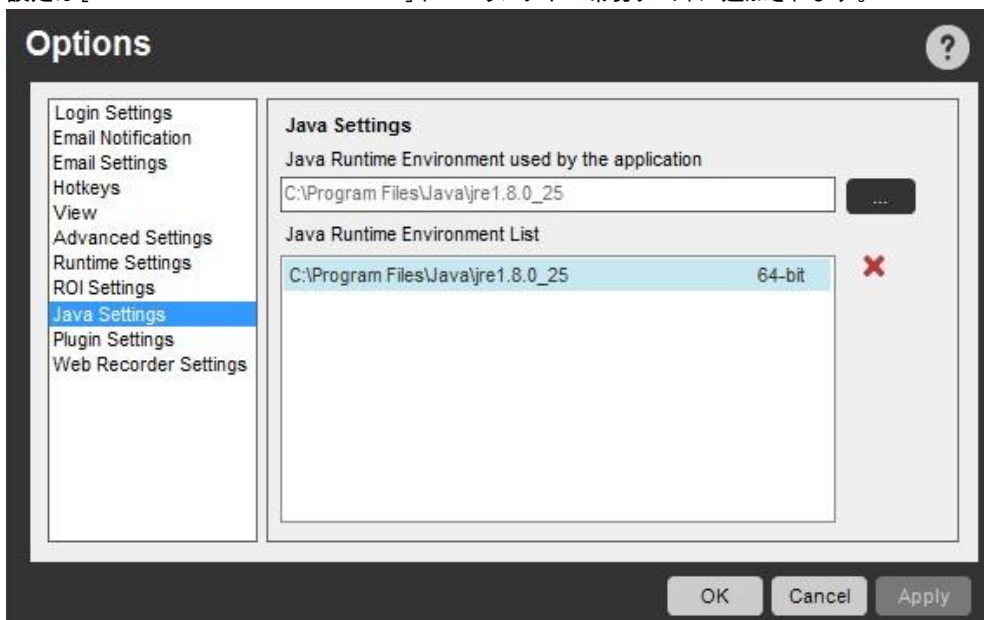 Options
?
Login Settings
Email Notification
Email Settings
Hotkeys
View
Advanced Settings
Runtime Settings
ROI Settings
Java Settings
Plugin Settings
Web Recorder Settings
Java Settings
Java Runtime Environment used by the application
C:\Program Files\Java\jre1.8.0_25
...
Java Runtime Environment List
C:\Program Files\Java\jre1.8.0_25 64-bit
OK
Cancel
Apply